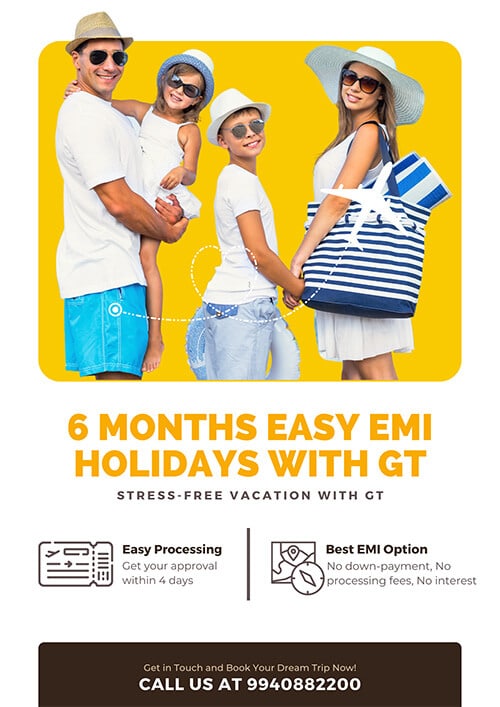 6 MONTHS EASY EMI
HOLIDAYS WITH GT
STRESS-FREE VACATION WITH GT
Easy Processing
Get your approval
within 4 days
Best EMI Option
No down-payment, No
processing fees, No interest
Get in Touch and Book Your Dream Trip Now!
CALL US AT 9940882200